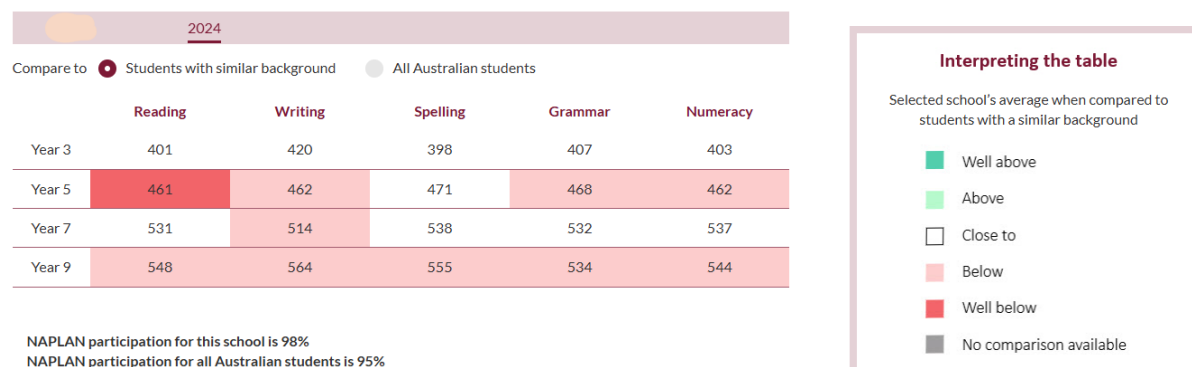 2024
Compare to Students with similar background All Australian students
Reading Writing Spelling Grammar Numeracy
Year 3 401 420 398 407 403
Year 5 461 462 471 468 462
Year 7 531 514 538 532 537
Year 9 548 564 555 534 544
NAPLAN participation for this school is 98%
NAPLAN participation for all Australian students is 95%
Interpreting the table
Selected school's average when compared to
students with a similar background
Well above
Above
Close to
Below
Well below
No comparison available